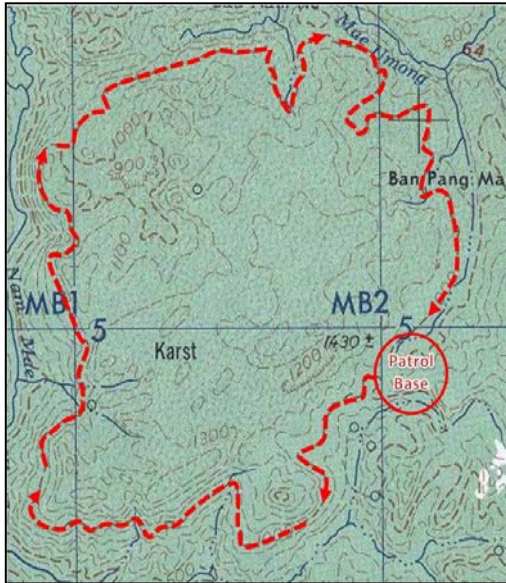 Mae Umong
800
64
1000
900
Ban Pang Ma
1100
Nam
Mae
MB1
MB2
5
5
1430 ±
Karst
1200
Patrol
Base
1300